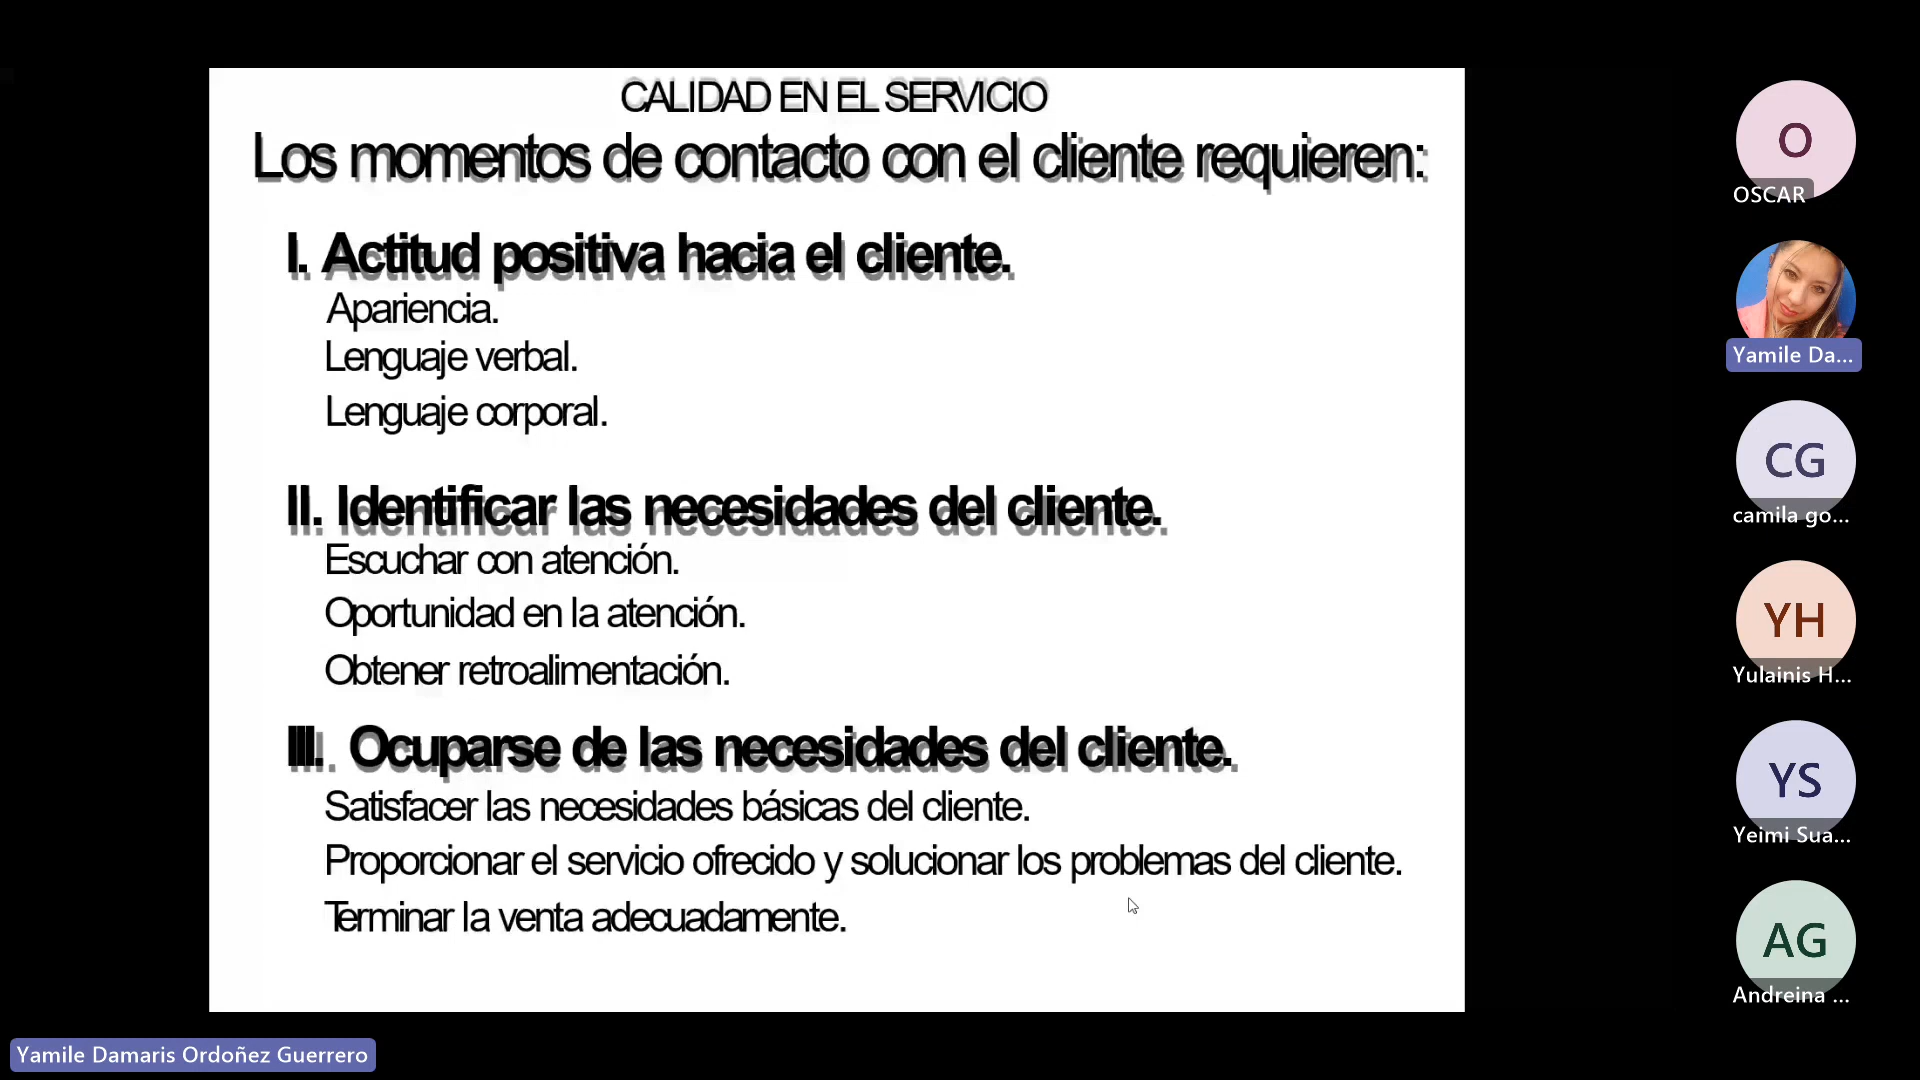 CALIDAD EN EL SERVICIO
Los momentos de contacto con el cliente requieren:
I. Actitud positiva hacia el cliente.
Apariencia.
Lenguaje verbal.
Lenguaje corporal.
II. Identificar las necesidades del cliente.
Escuchar con atención.
Oportunidad en la atención.
Obtener retroalimentación.
III. Ocuparse de las necesidades del cliente.
Satisfacer las necesidades básicas del cliente.
Proporcionar el servicio ofrecido y solucionar los problemas del cliente.
Terminar la venta adecuadamente.
O
OSCAR
Yamile Da...
CG
camila go...
YH
Yulainis H...
YS
Yeimi Sua...
AG
Andreina ...
Yamile Damaris Ordoñez Guerrero